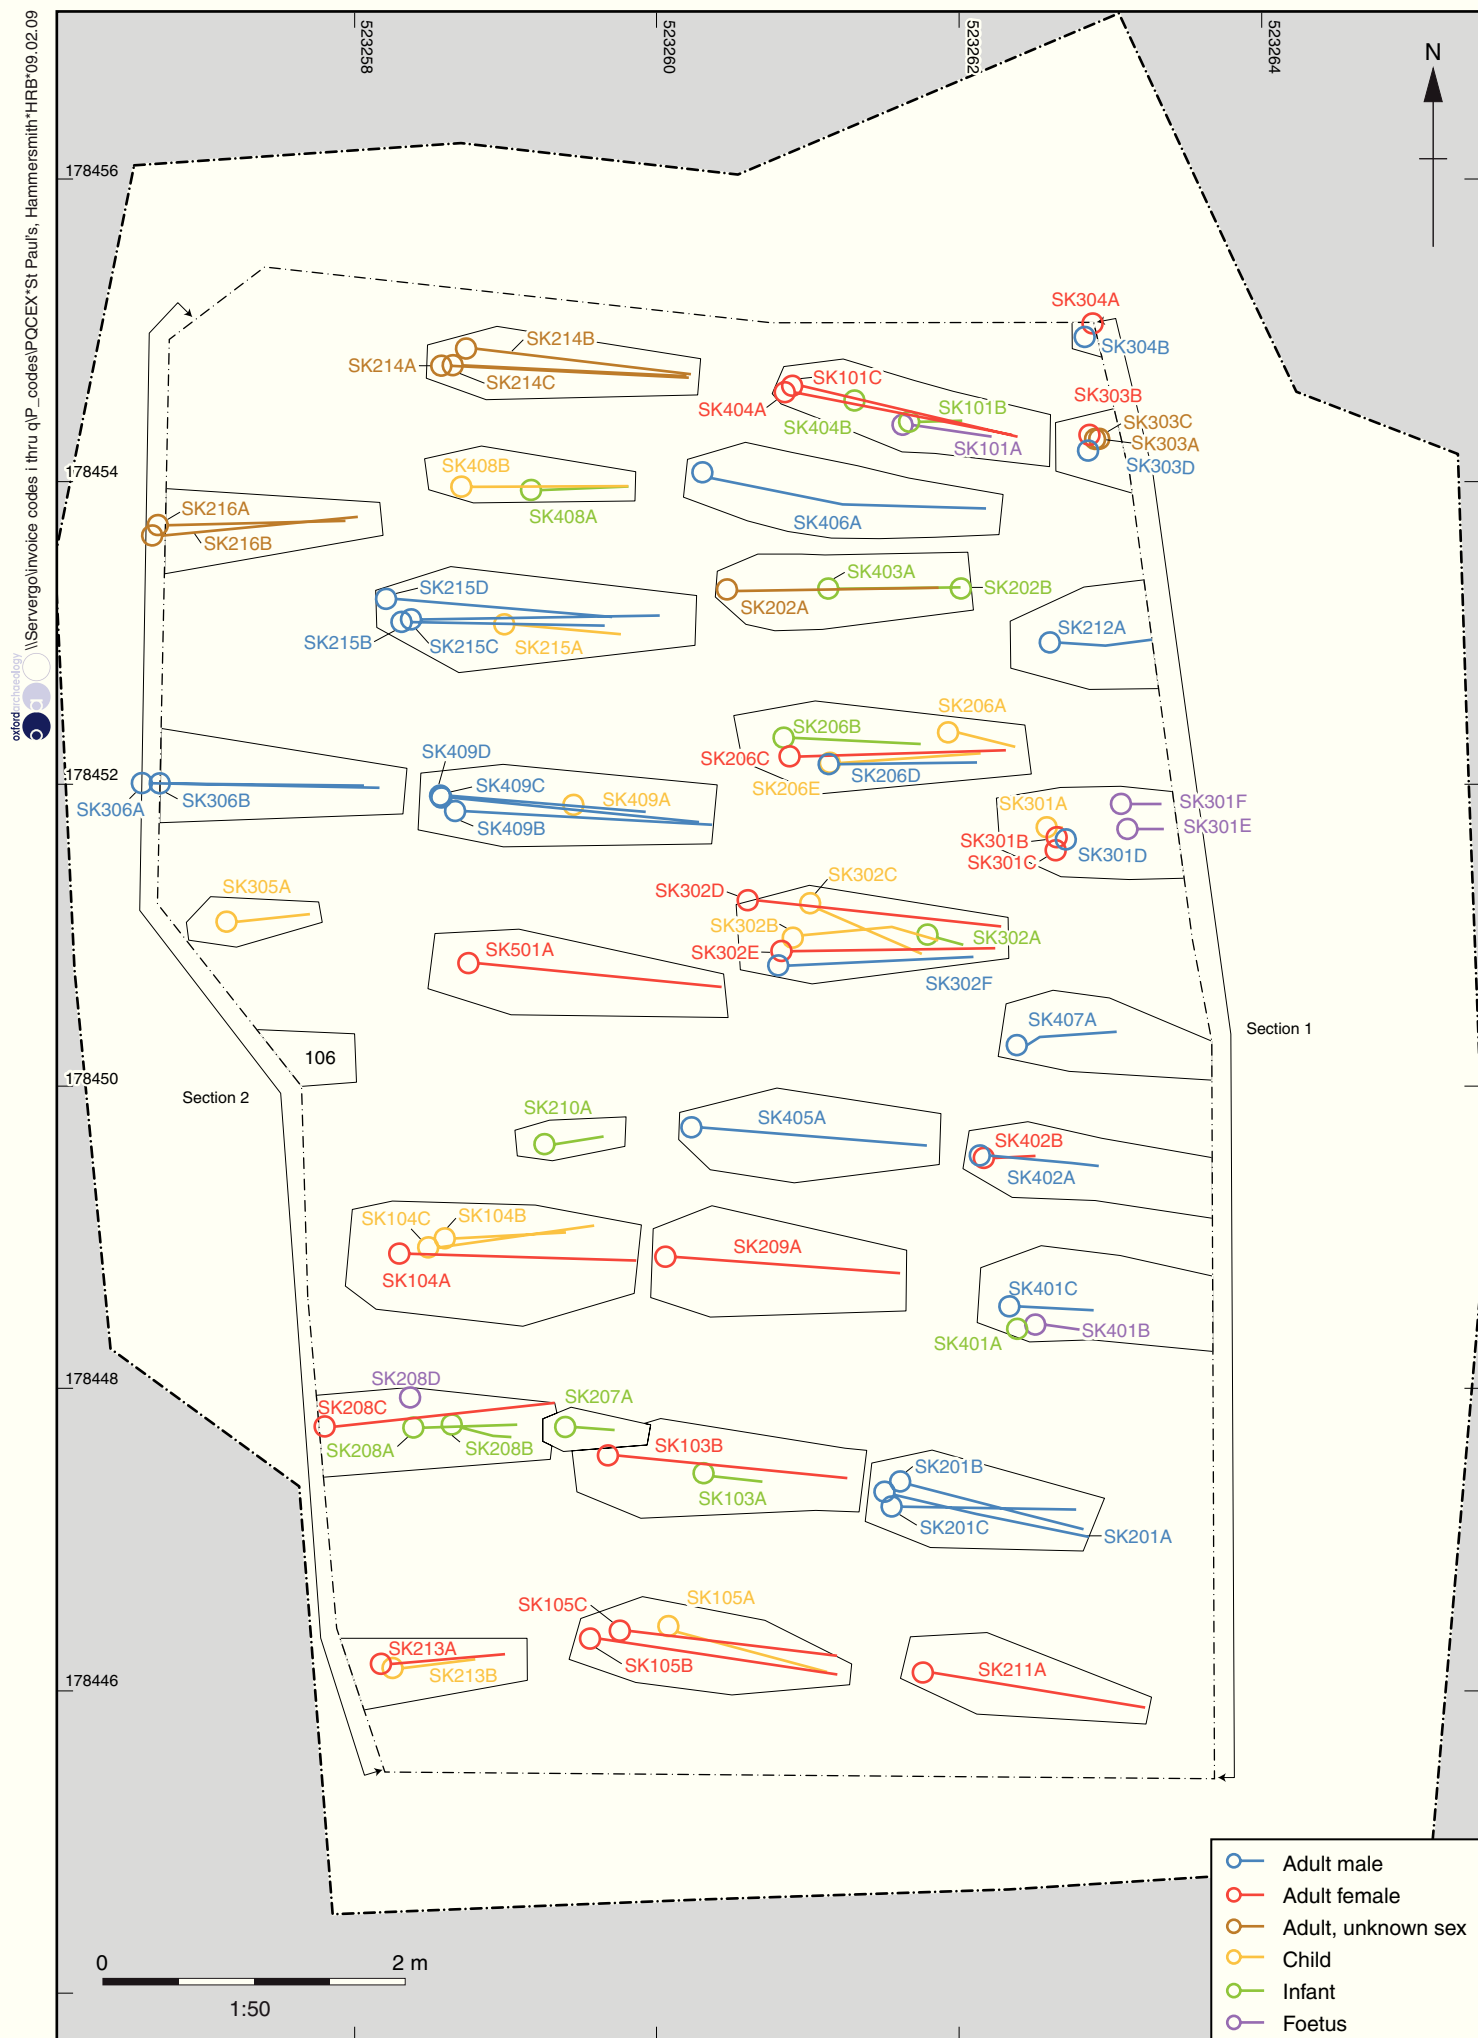 \\Servergo\invoice codes i thru q\P_codes\PQCEX*St Paul's, Hammersmith*HRB*09.02.09
oxfordarchaeology
523258
523260
523262
523264
N
178456
178454
178452
178450
178448
178446
SK304A
SK304B
SK214B
SK214A
SK214C
SK101C
SK404A
SK404B
SK101B
SK101A
SK303B
SK303C
SK303A
SK303D
SK408B
SK408A
SK406A
SK216A
SK216B
SK215D
SK215B
SK215C
SK215A
SK403A
SK202A
SK202B
SK212A
SK206A
SK206B
SK206C
SK206D
SK206E
SK409D
SK409C
SK409A
SK409B
SK306A
SK306B
SK301A
SK301F
SK301E
SK301B
SK301D
SK301C
SK305A
SK302C
SK302D
SK302B
SK302A
SK302E
SK302F
SK501A
SK407A
Section 1
106
Section 2
SK210A
SK405A
SK402B
SK402A
SK104C
SK104B
SK104A
SK209A
SK401C
SK401B
SK401A
SK208D
SK208C
SK208A
SK208B
SK207A
SK103B
SK103A
SK201B
SK201C
SK201A
SK105C
SK105A
SK105B
SK213A
SK213B
SK211A
0 2 m
1:50
Adult male
Adult female
Adult, unknown sex
Child
Infant
Foetus